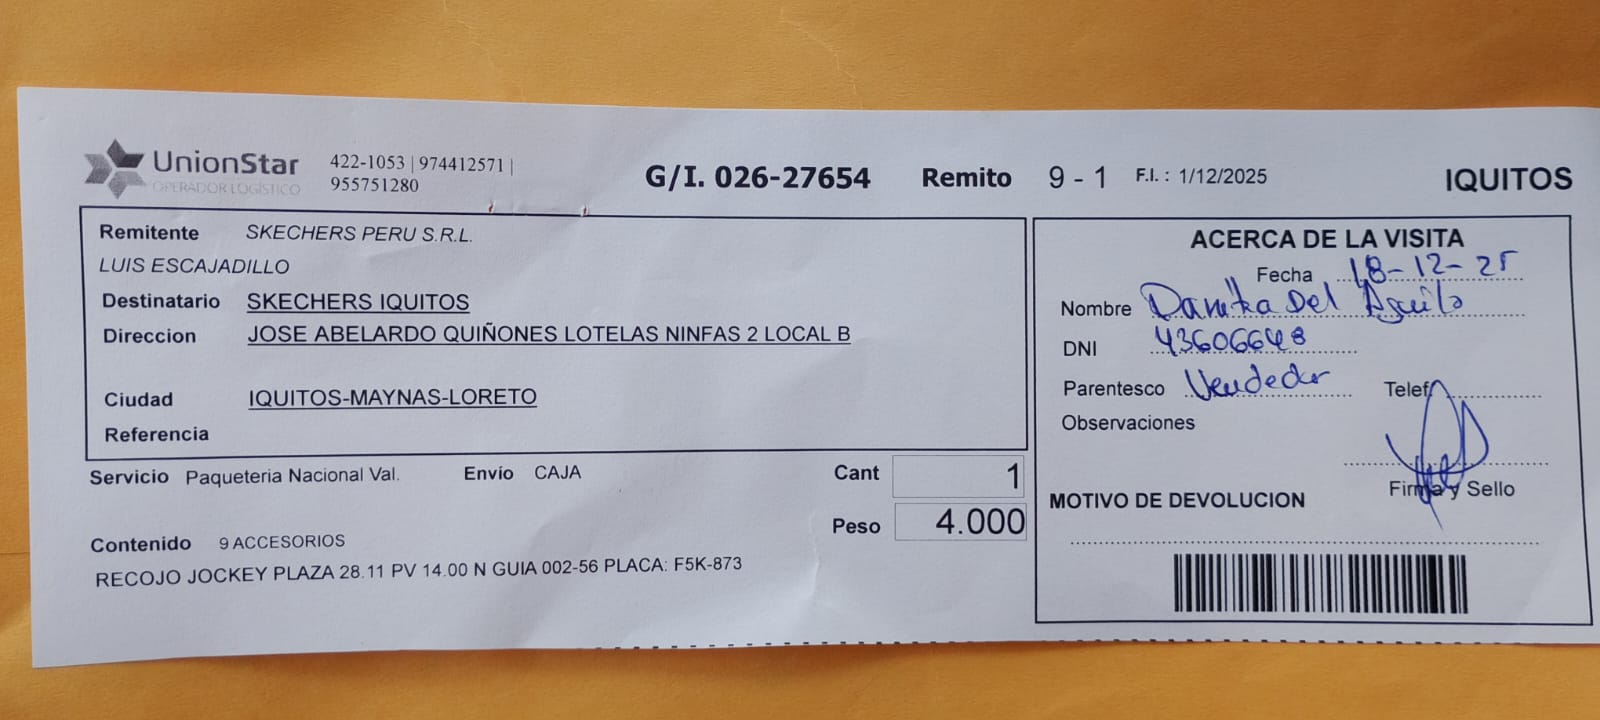 UnionStar
OPERADOR LOGÍSTICO
422-1053 | 974412571 |
955751280
G/I. 026-27654 Remito 9 - 1 F.I. : 1/12/2025 IQUITOS
Remitente SKECHERS PERU S.R.L.
LUIS ESCAJADILLO
Destinatario SKECHERS IQUITOS
Direccion JOSE ABELARDO QUIÑONES LOTELAS NINFAS 2 LOCAL B
Ciudad IQUITOS-MAYNAS-LORETO
Referencia
Servicio Paqueteria Nacional Val. Envío CAJA
Cant 1
Peso 4.000
Contenido 9 ACCESORIOS
RECOJO JOCKEY PLAZA 28.11 PV 14.00 N GUIA 002-56 PLACA: F5K-873
ACERCA DE LA VISITA
Fecha 18-12-25
Nombre Del Aguila
DNI 43606648
Parentesco Vendedor Telef
Observaciones
Firma y Sello
MOTIVO DE DEVOLUCION